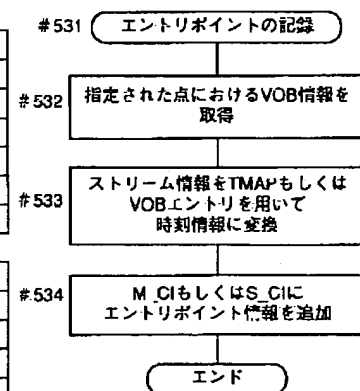 #531 エントリポイントの記録
#532 指定された点におけるVOB情報を
取得
#533 ストリーム情報をTMAPもしくは
VOBエントリを用いて
時刻情報に変換
#534 M_CIもしくはS_CIに
エントリポイント情報を追加
エンド